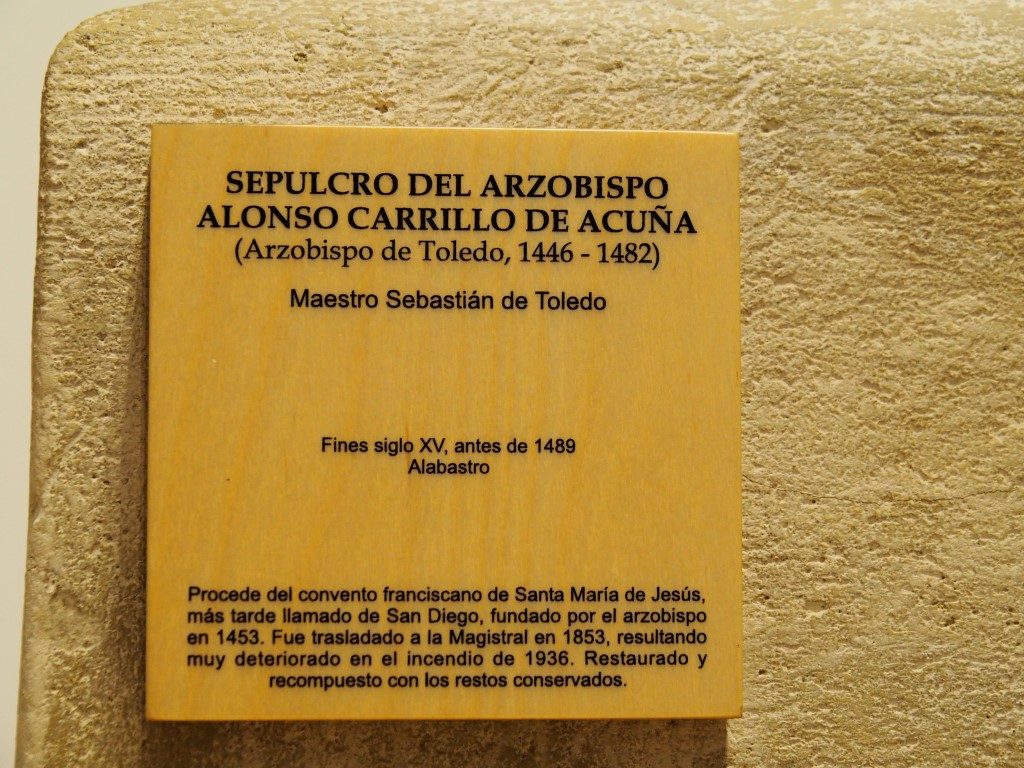 SEPULCRO DEL ARZOBISPO
ALONSO CARRILLO DE ACUÑA
(Arzobispo de Toledo, 1446 - 1482)
Maestro Sebastián de Toledo
Fines siglo XV, antes de 1489
Alabastro
Procede del convento franciscano de Santa María de Jesús,
más tarde llamado de San Diego, fundado por el arzobispo
en 1453. Fue trasladado a la Magistral en 1853, resultando
muy deteriorado en el incendio de 1936. Restaurado y
recompuesto con los restos conservados.